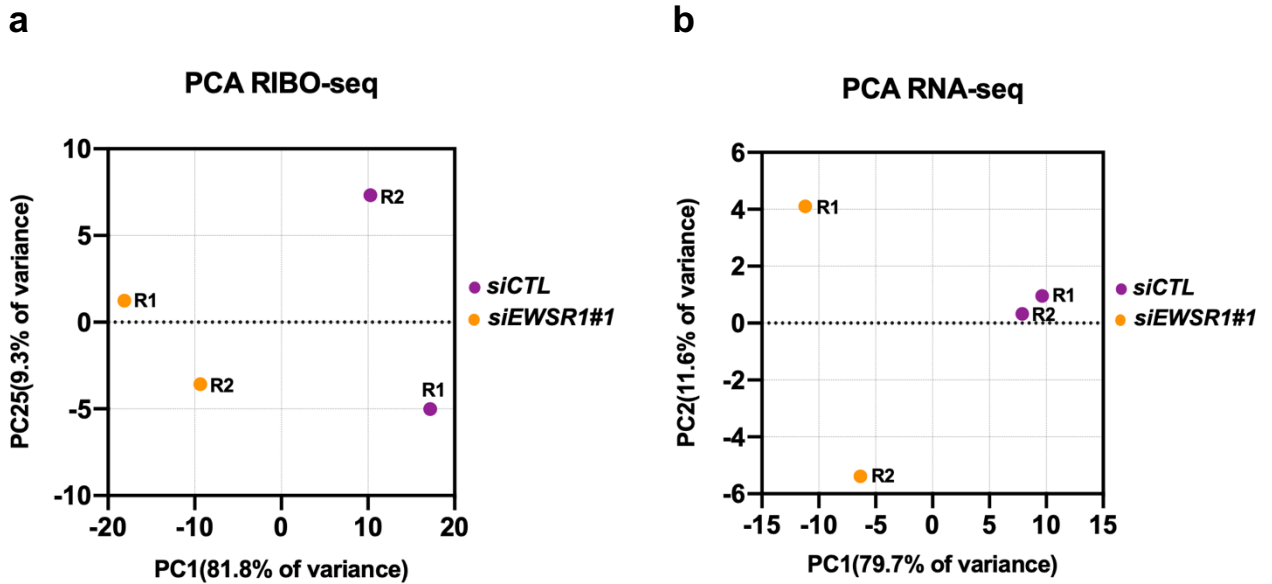 a
PCA RIBO-seq
PC25(9.3% of variance)
10
5
0
-5
-10
-20
-10
0
10
20
PC1(81.8% of variance)
R2
R1
R2
R1
siCTL
siEWSR1#1
b
PCA RNA-seq
PC2(11.6% of variance)
6
4
2
0
-2
-4
-6
-15
-10
-5
0
5
10
15
PC1(79.7% of variance)
R1
R1
R2
R2
siCTL
siEWSR1#1